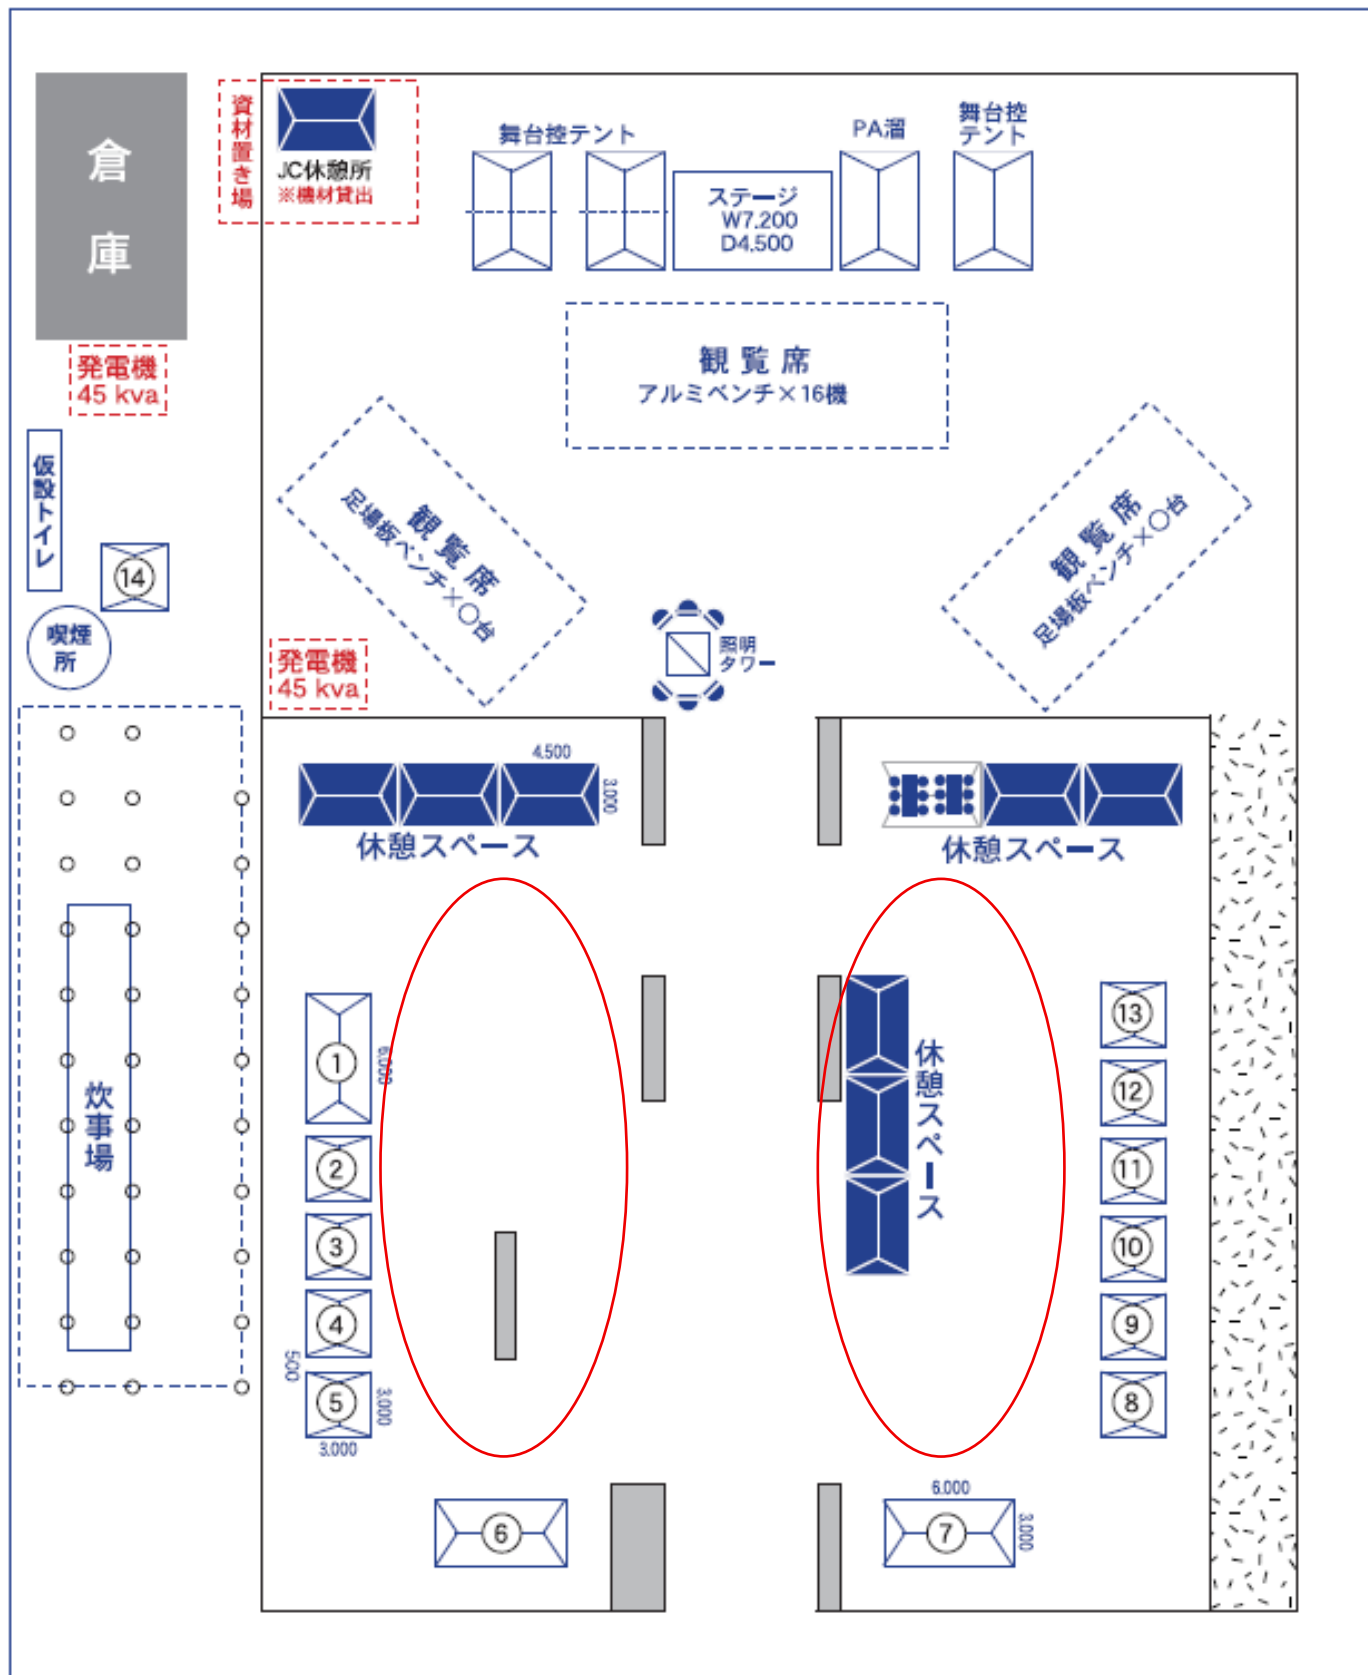 倉庫
資材置き場
JC休憩所
※機材貸出
舞台控テント
ステージ
W7.200
D4.500
PA溜
舞台控
テント
観覧席
アルミベンチ×16機
発電機
45 kva
仮設トイレ
⑭
喫煙
所
観覧席
足場板ベンチ×〇台
観覧席
足場板ベンチ×〇台
照明
タワー
発電機
45 kva
4.500
3.000
休憩スペース
休憩スペース
炊事場
①
6.000
②
③
④
500
⑤
3.000
3.000
休憩スペース
⑬
⑫
⑪
⑩
⑨
⑧
⑥
6.000
⑦
3.000